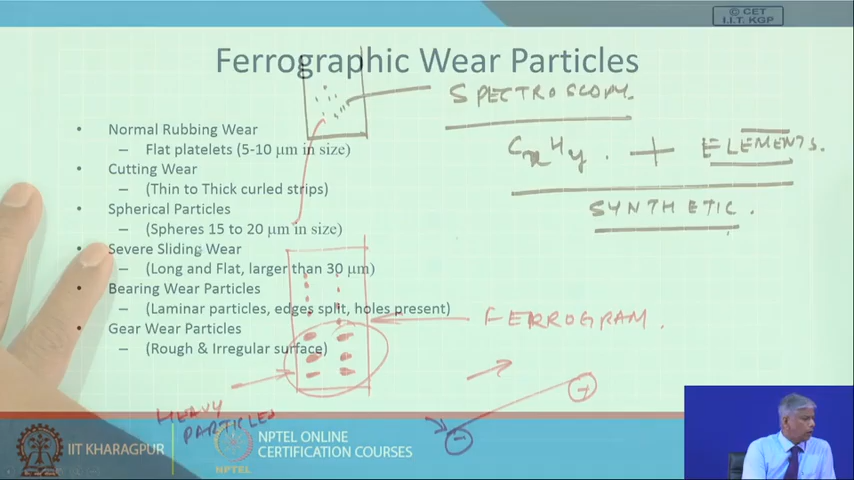 © CET
I.I.T. KGP
Ferrographic Wear Particles
SPECTROSCOPY.
• Normal Rubbing Wear
– Flat platelets (5-10 μm in size)
• Cutting Wear
– (Thin to Thick curled strips)
• Spherical Particles
– (Spheres 15 to 20 μm in size)
• Severe Sliding Wear
– (Long and Flat, larger than 30 μm)
• Bearing Wear Particles
– (Laminar particles, edges split, holes present)
• Gear Wear Particles
– (Rough & Irregular surface)
CxHy. + ELEMENTS.
SYNTHETIC.
FERROGRAM.
HEAVY
PARTICLES
+
-
IIT KHARAGPUR
NPTEL
NPTEL ONLINE
CERTIFICATION COURSES